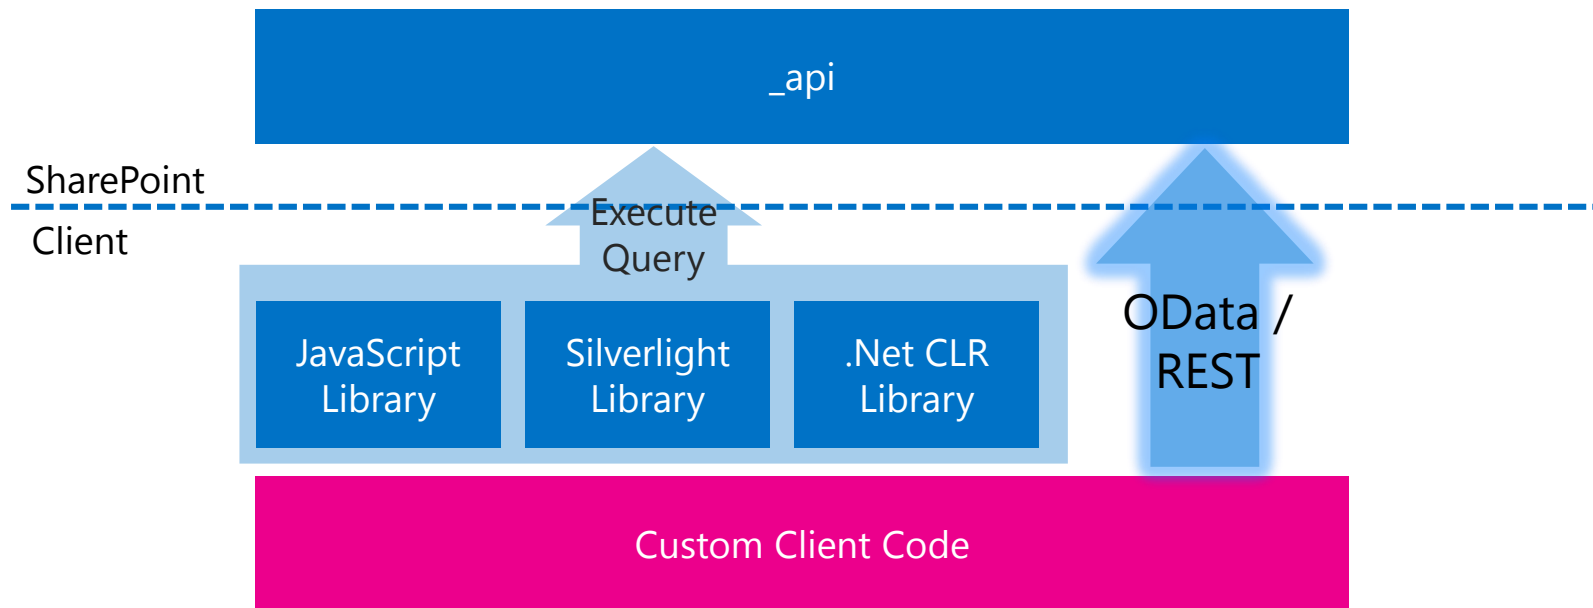 _api
SharePoint
Client
Execute
Query
JavaScript
Library
Silverlight
Library
.Net CLR
Library
OData /
REST
Custom Client Code